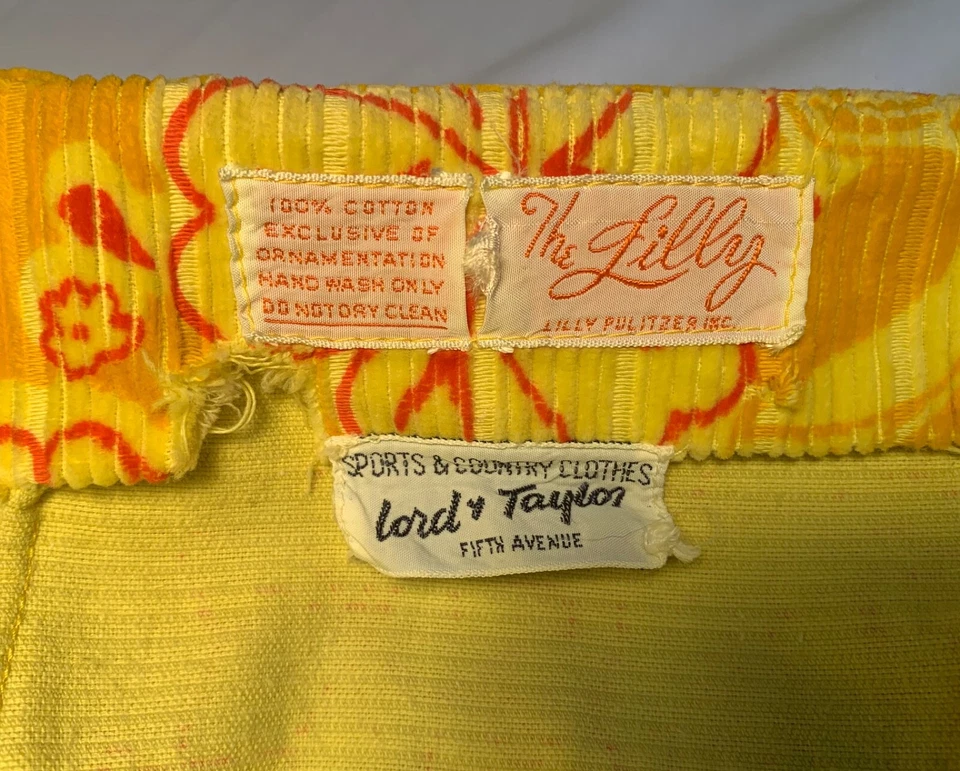 100% COTTON
EXCLUSIVE OF
ORNAMENTATION
HAND WASH ONLY
DO NOT DRY CLEAN
The Lilly
LILLY PULITZER INC.
SPORTS & COUNTRY CLOTHES
Lord & Taylor
FIFTH AVENUE